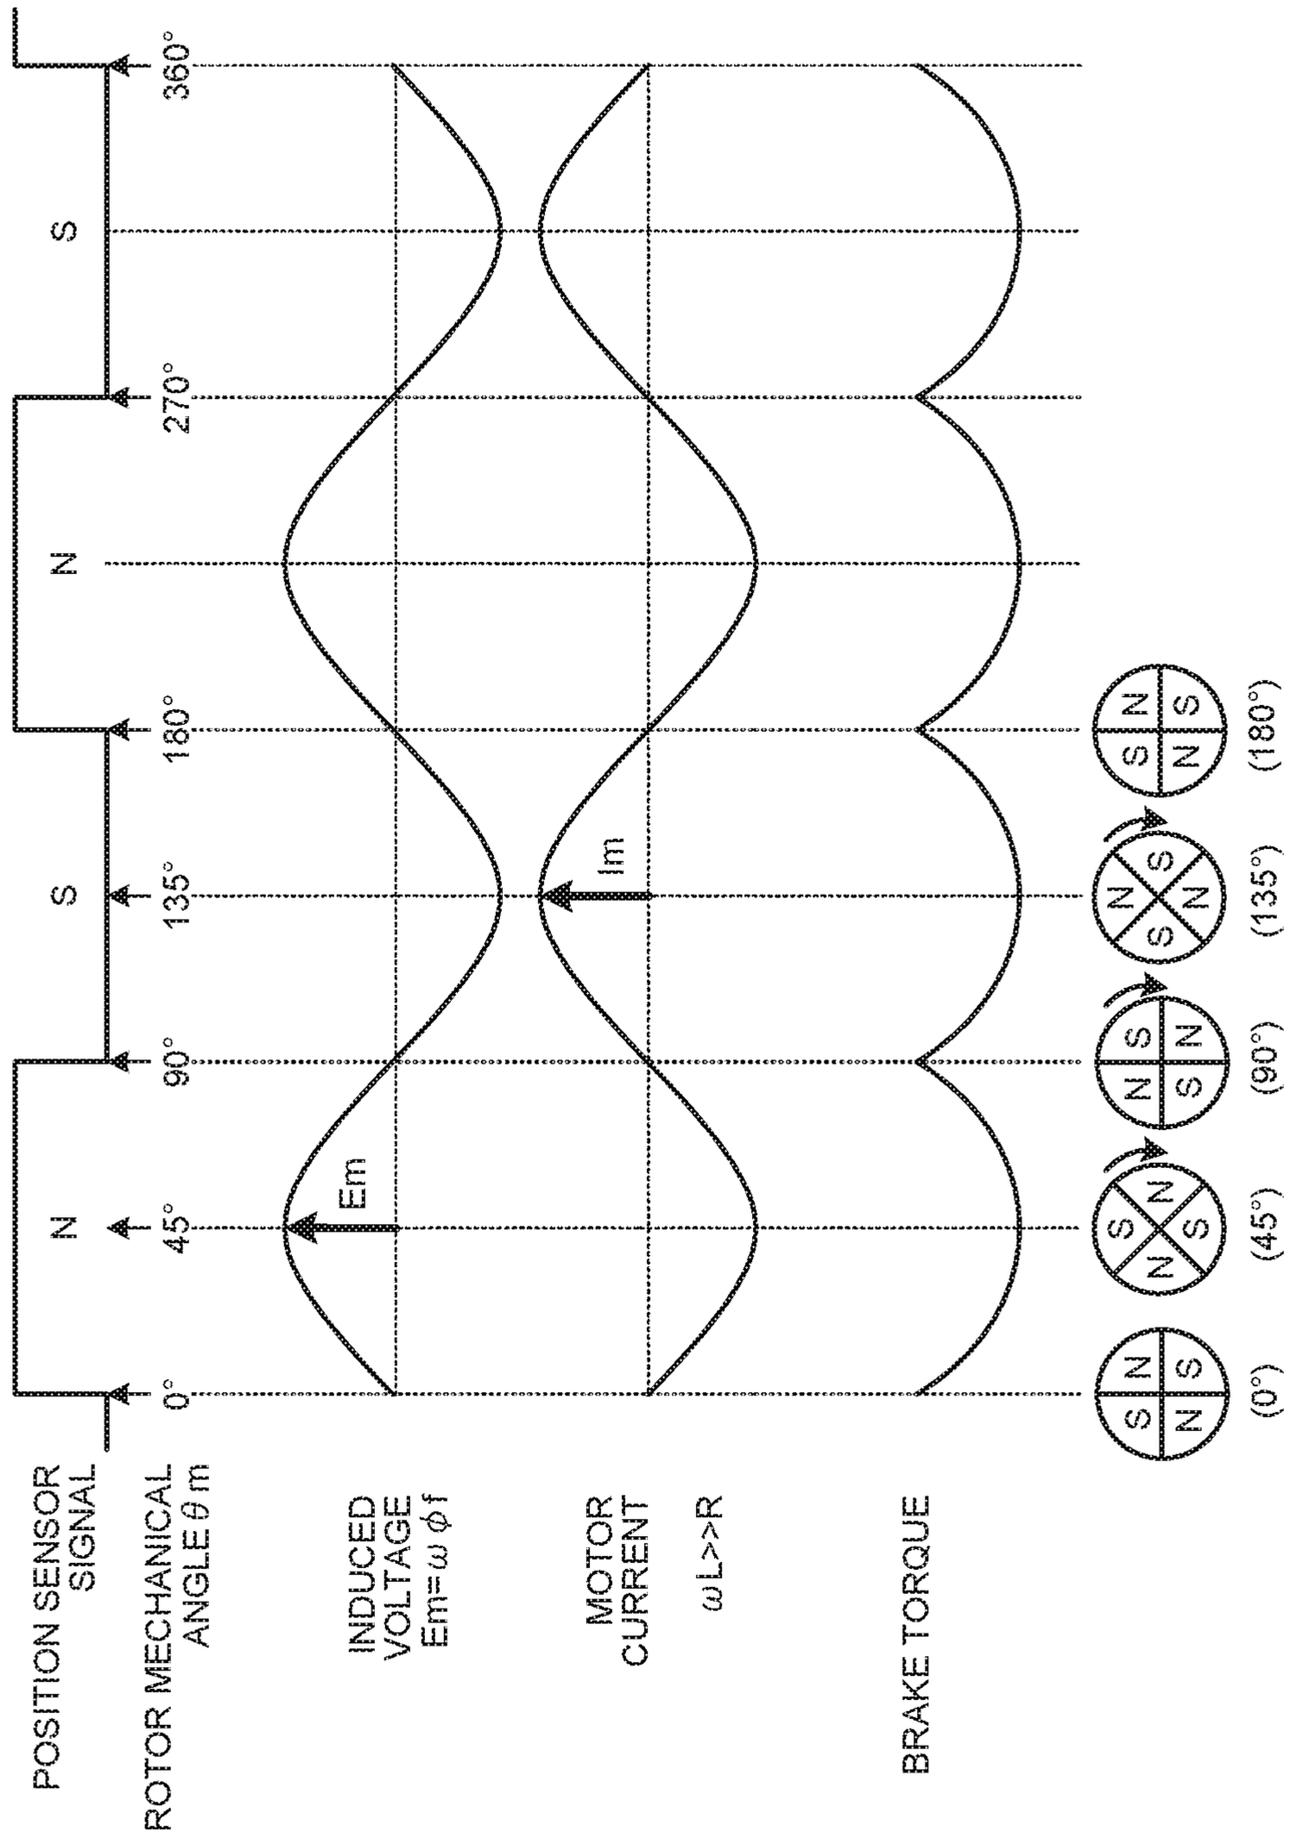 POSITION SENSOR
SIGNAL
N
S
N
S
ROTOR MECHANICAL
ANGLE θ m
0°
45°
90°
135°
180°
270°
360°
INDUCED
VOLTAGE
Em=ω φ f
Em
MOTOR
CURRENT
ω L>>R
Im
BRAKE TORQUE
S N
N S
S
N N
S
N S
S N
N
S S
N
S N
N S
(0°)
(45°)
(90°)
(135°)
(180°)